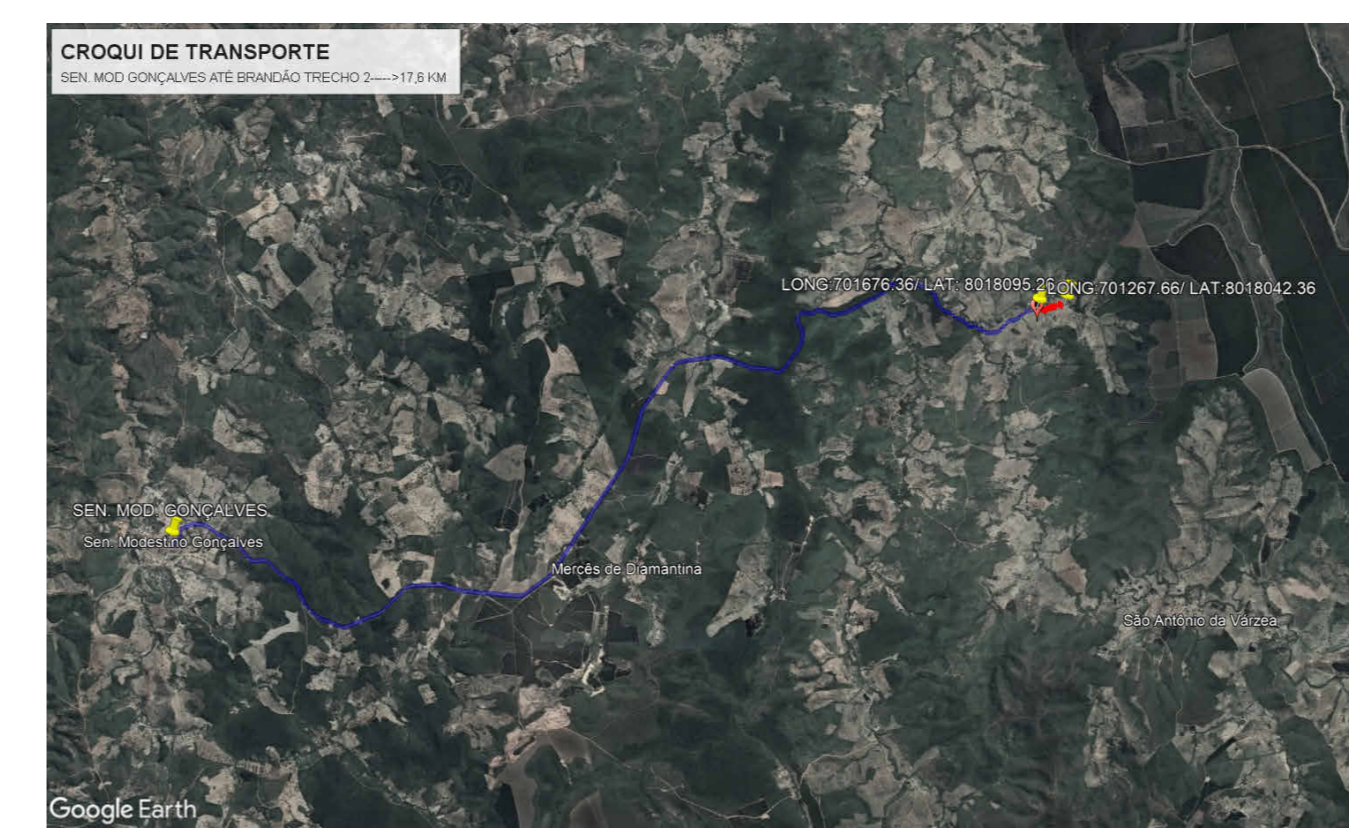 CROQUI DE TRANSPORTE
SEN. MOD GONÇALVES ATÉ BRANDÃO TRECHO 2----->17,6 KM
LONG:701676.36/ LAT: 8018095.22
LONG:701267.66/ LAT:8018042.36
SEN. MOD. GONÇALVES
Sen. Modestino Gonçalves
Mercês de Diamantina
São Antônio da Várzea
Google Earth